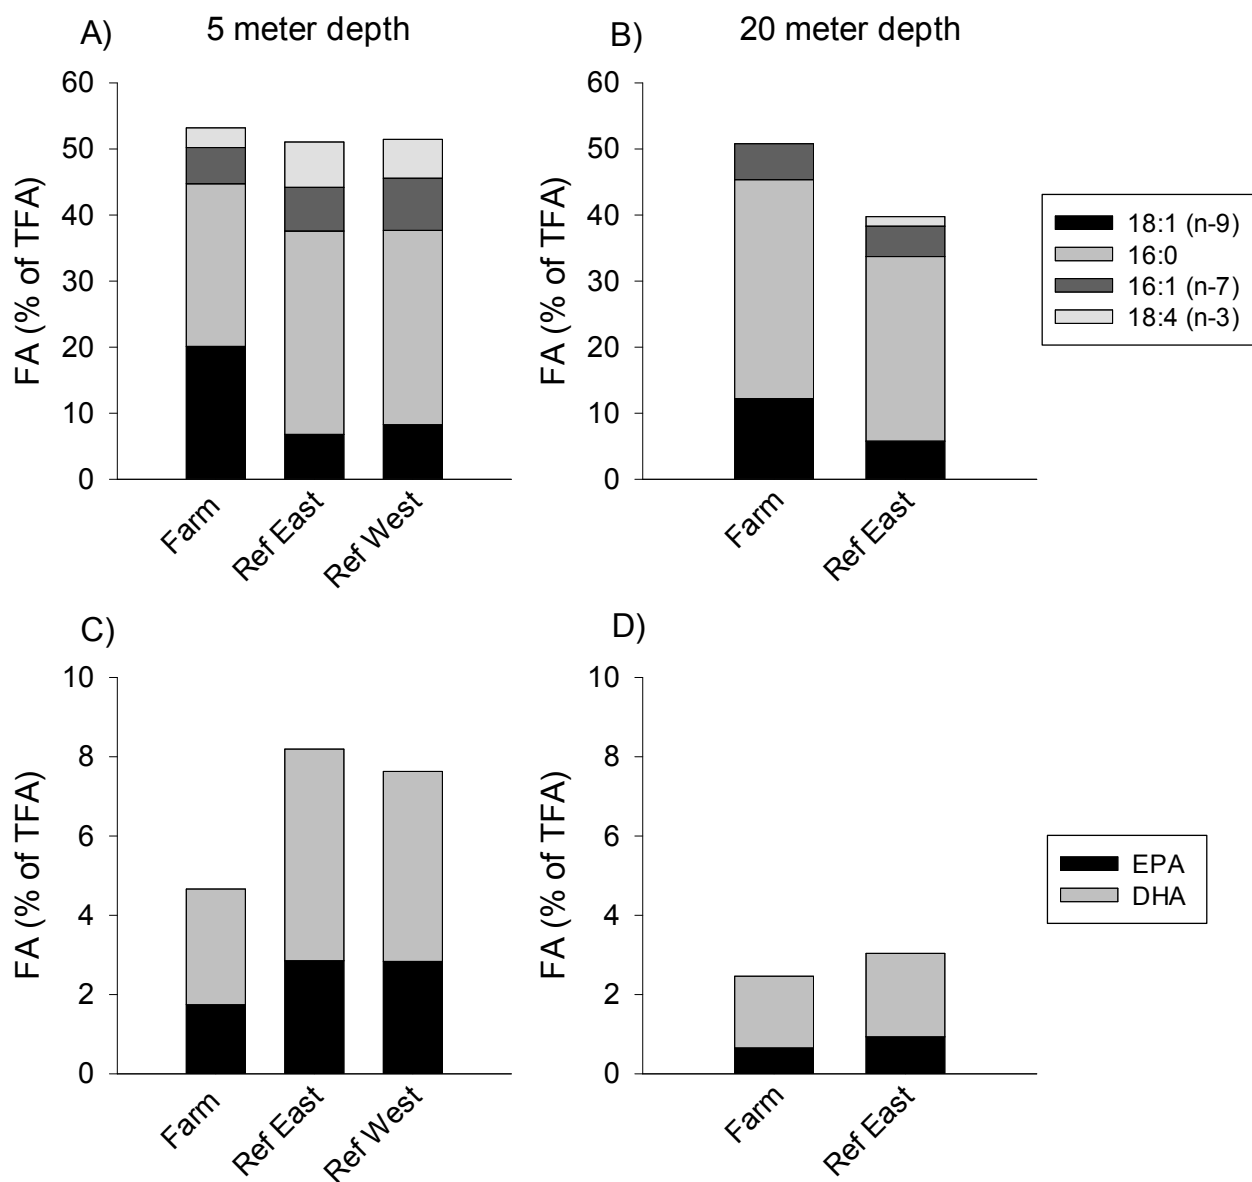 A) 5 meter depth
B) 20 meter depth
FA (% of TFA)
60
50
40
30
20
10
0
Farm
Ref East
Ref West
FA (% of TFA)
60
50
40
30
20
10
0
Farm
Ref East
18:1 (n-9)
16:0
16:1 (n-7)
18:4 (n-3)
C)
FA (% of TFA)
10
8
6
4
2
0
Farm
Ref East
Ref West
D)
FA (% of TFA)
10
8
6
4
2
0
Farm
Ref East
EPA
DHA